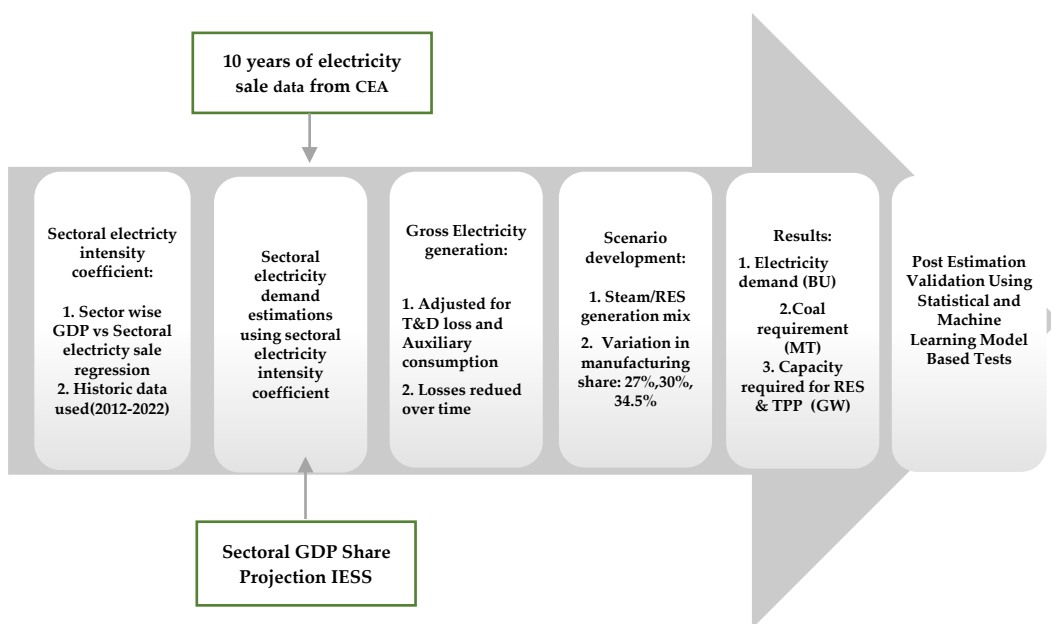 10 years of electricity
sale data from CEA
Sectoral electricty
intensity
coefficient:
1. Sector wise
GDP vs Sectoral
electricty sale
regression
2. Historic data
used(2012-2022)
Sectoral
electricity
demand
estimations
using sectoral
electricity
intensity
coefficient
Gross Electricity
generation:
1. Adjusted for
T&D loss and
Auxiliary
consumption
2. Losses redued
over time
Scenario
development:
1. Steam/RES
generation mix
2. Variation in
manufacturing
share: 27%,30%,
34.5%
Results:
1. Electricity
demand (BU)
2.Coal
requirement
(MT)
3. Capacity
required for RES
& TPP (GW)
Post Estimation
Validation Using
Statistical and
Machine
Learning Model
Based Tests
Sectoral GDP Share
Projection IESS